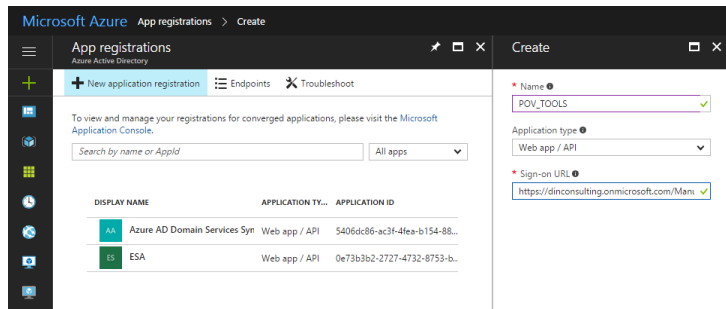 Microsoft Azure App registrations > Create
App registrations
Azure Active Directory
New application registration Endpoints Troubleshoot
To view and manage your registrations for converged applications, please visit the Microsoft
Application Console.
Search by name or AppId All apps
DISPLAY NAME APPLICATION TY... APPLICATION ID
AA Azure AD Domain Services Syn Web app / API 5406dc86-ac3f-4fea-b154-88...
ES ESA Web app / API 0e73b3b2-2727-4732-8753-b..
Create
* Name
POV_TOOLS
Application type
Web app / API
* Sign-on URL
https://dinconsulting.onmicrosoft.com/Manc